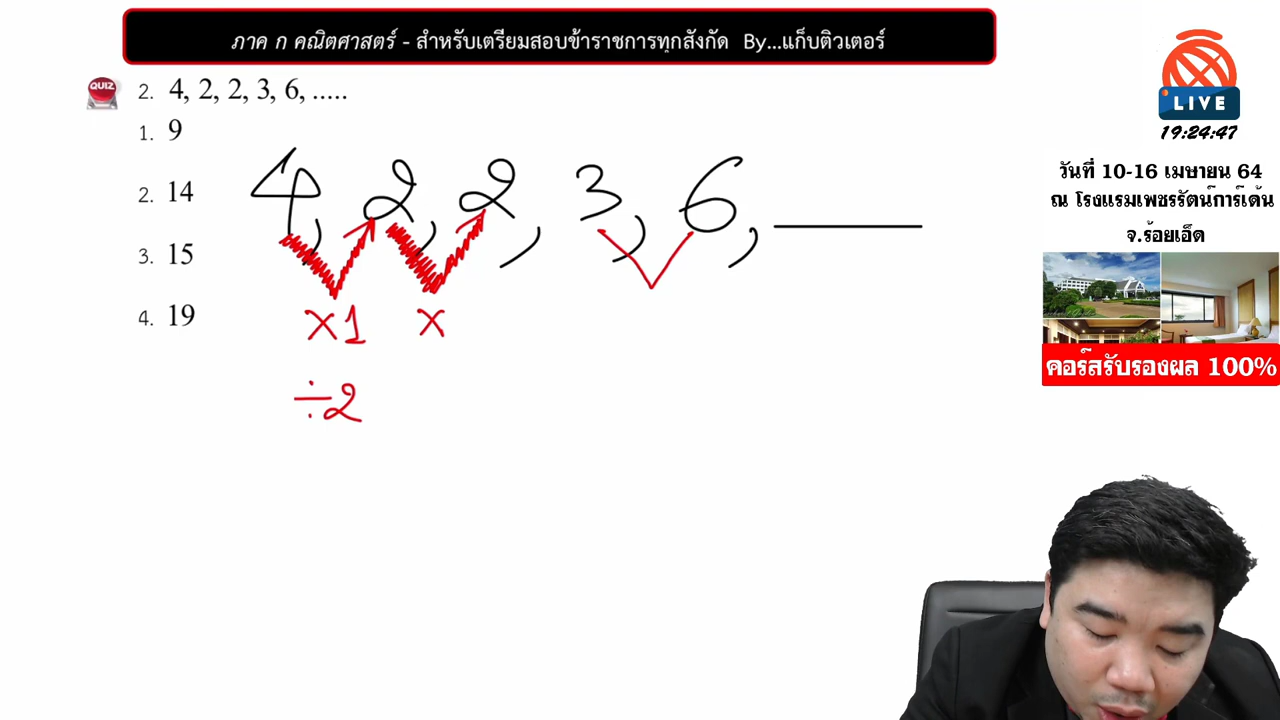 ภาค ก คณิตศาสตร์ - สำหรับเตรียมสอบข้าราชการทุกสังกัด By...แก็บติวเตอร์
QUIZ
2. 4, 2, 2, 3, 6, .....
1. 9
2. 14
3. 15
4. 19
4, 2, 2, 3, 6,
×1 ×
÷2
LIVE
19:24:47
วันที่ 10-16 เมษายน 64
ณ โรงแรมเพชรรัตน์การ์เด้น
จ.ร้อยเอ็ด
คอร์สรับรองผล 100%